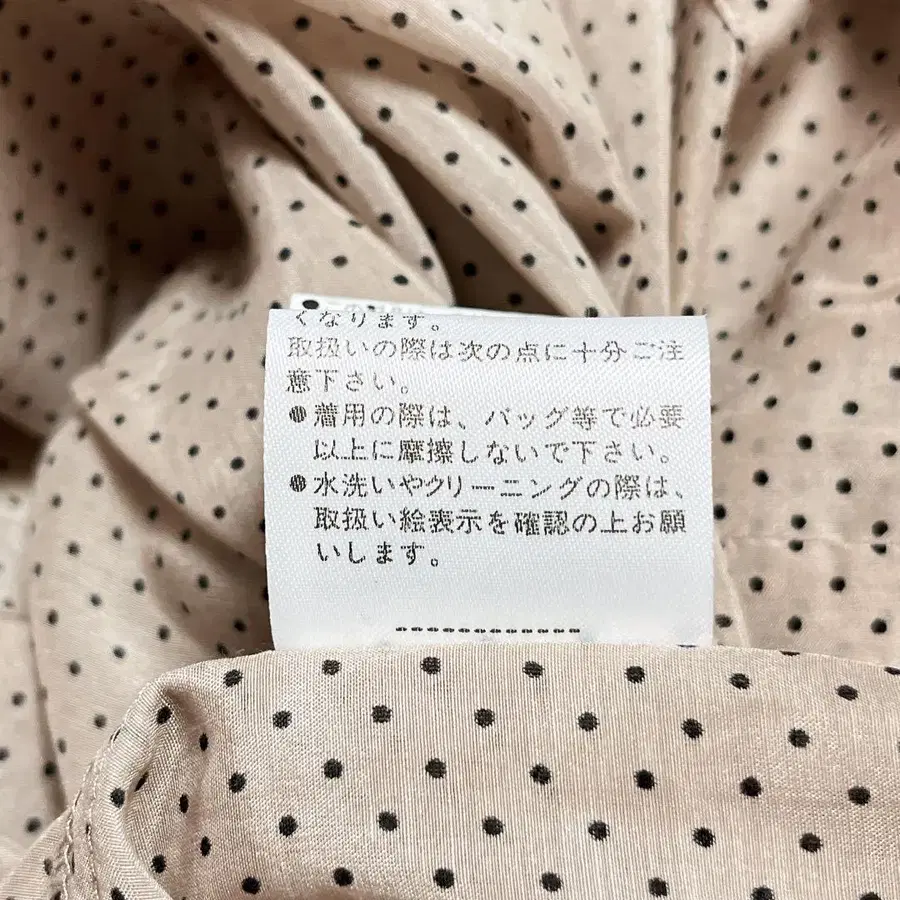 くなります。
取扱いの際は次の点に十分ご注
意下さい。
●着用の際は、バッグ等で必要
以上に摩擦しないで下さい。
●水洗いやクリーニングの際は、
取扱い絵表示を確認の上お願
いします。